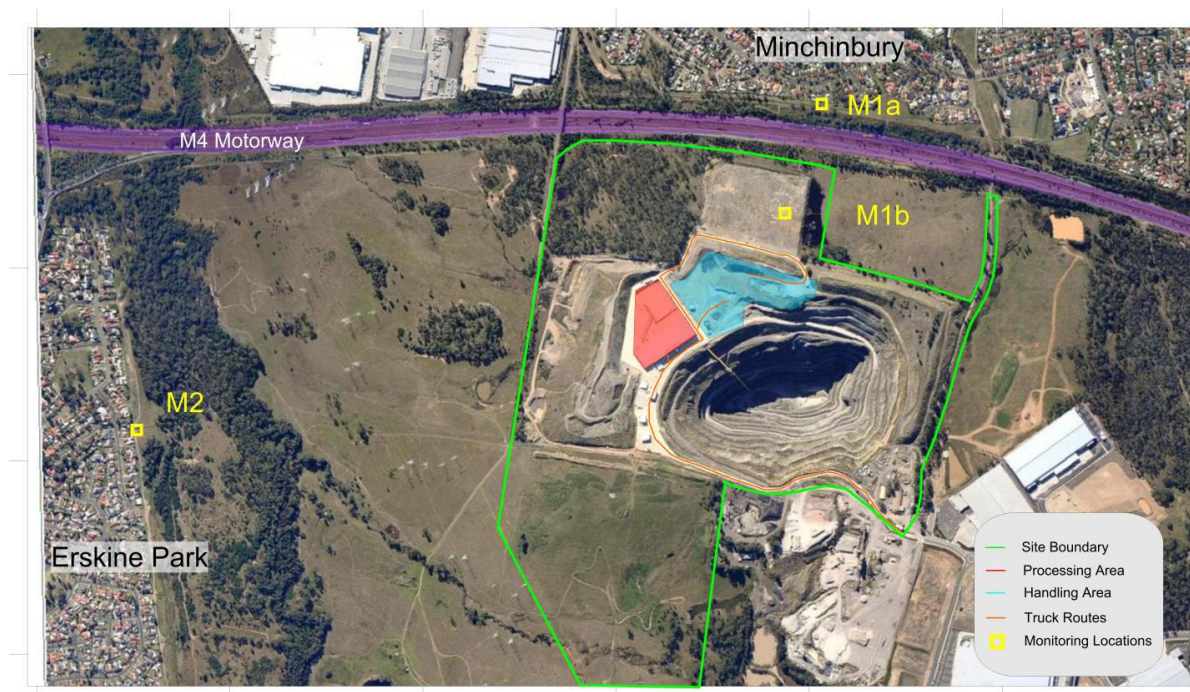 Minchinbury
M1a
M4 Motorway
M1b
M2
Erskine Park
Site Boundary
Processing Area
Handling Area
Truck Routes
Monitoring Locations